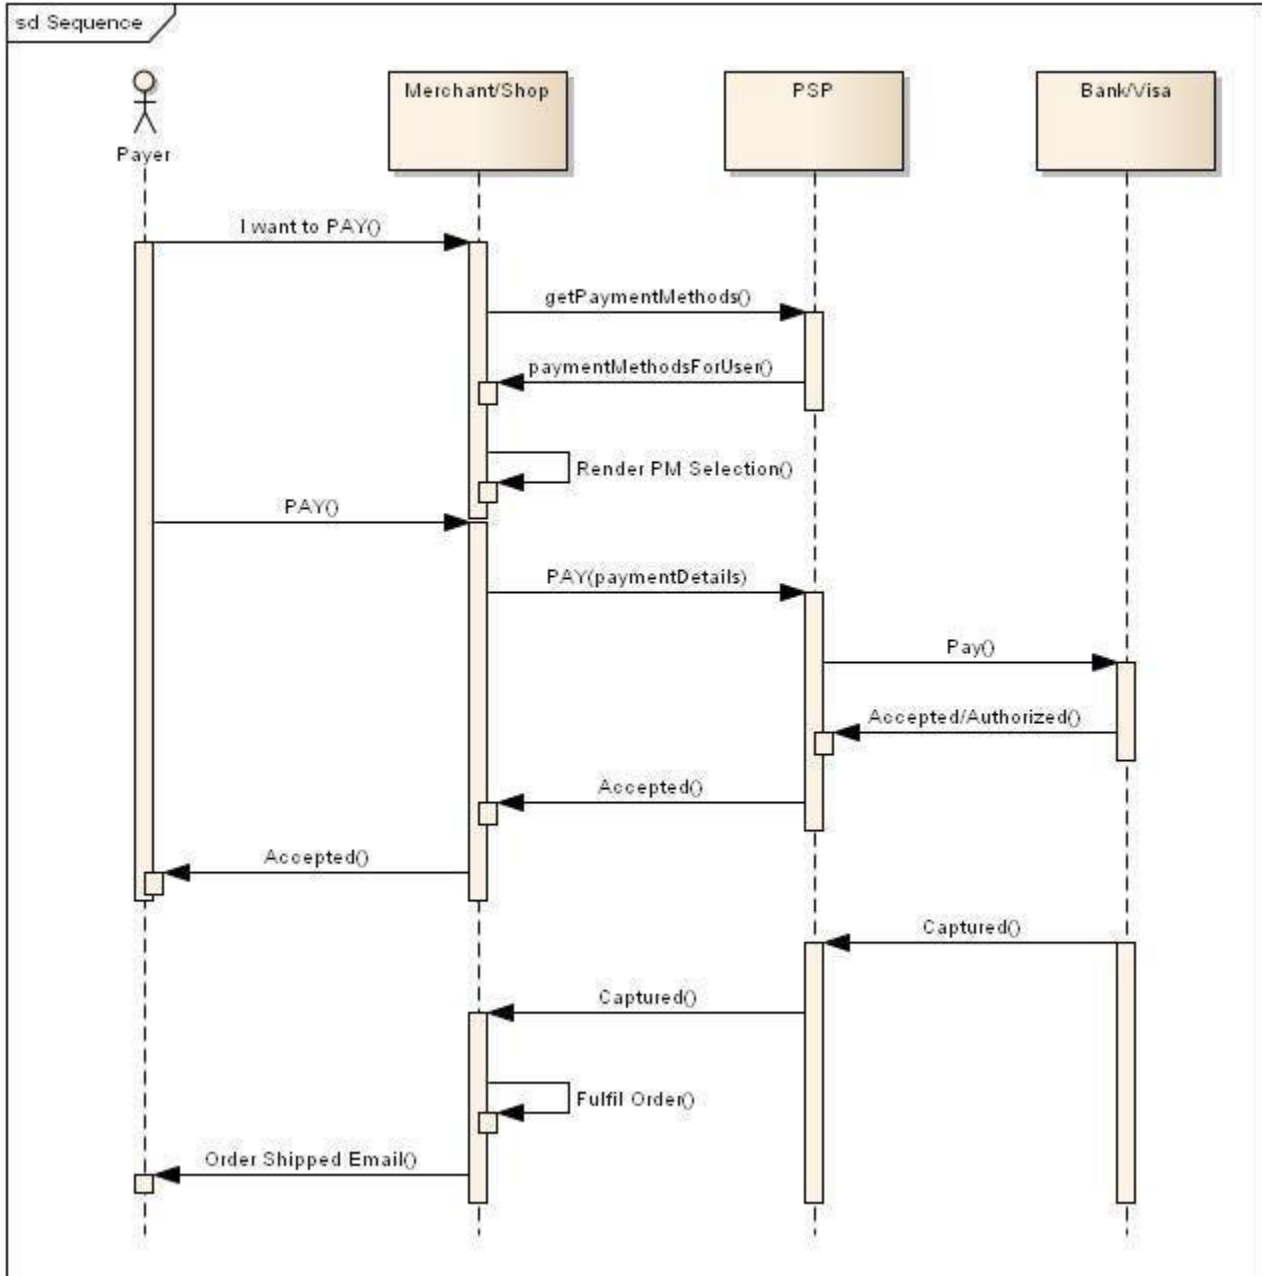 sd Sequence
Payer
Merchant/Shop
PSP
Bank/Visa
I want to PAY()
getPaymentMethods()
paymentMethodsForUser()
Render PM Selection()
PAY()
PAY(paymentDetails)
Pay()
Accepted/Authorized()
Accepted()
Accepted()
Captured()
Captured()
Fulfil Order()
Order Shipped Email()